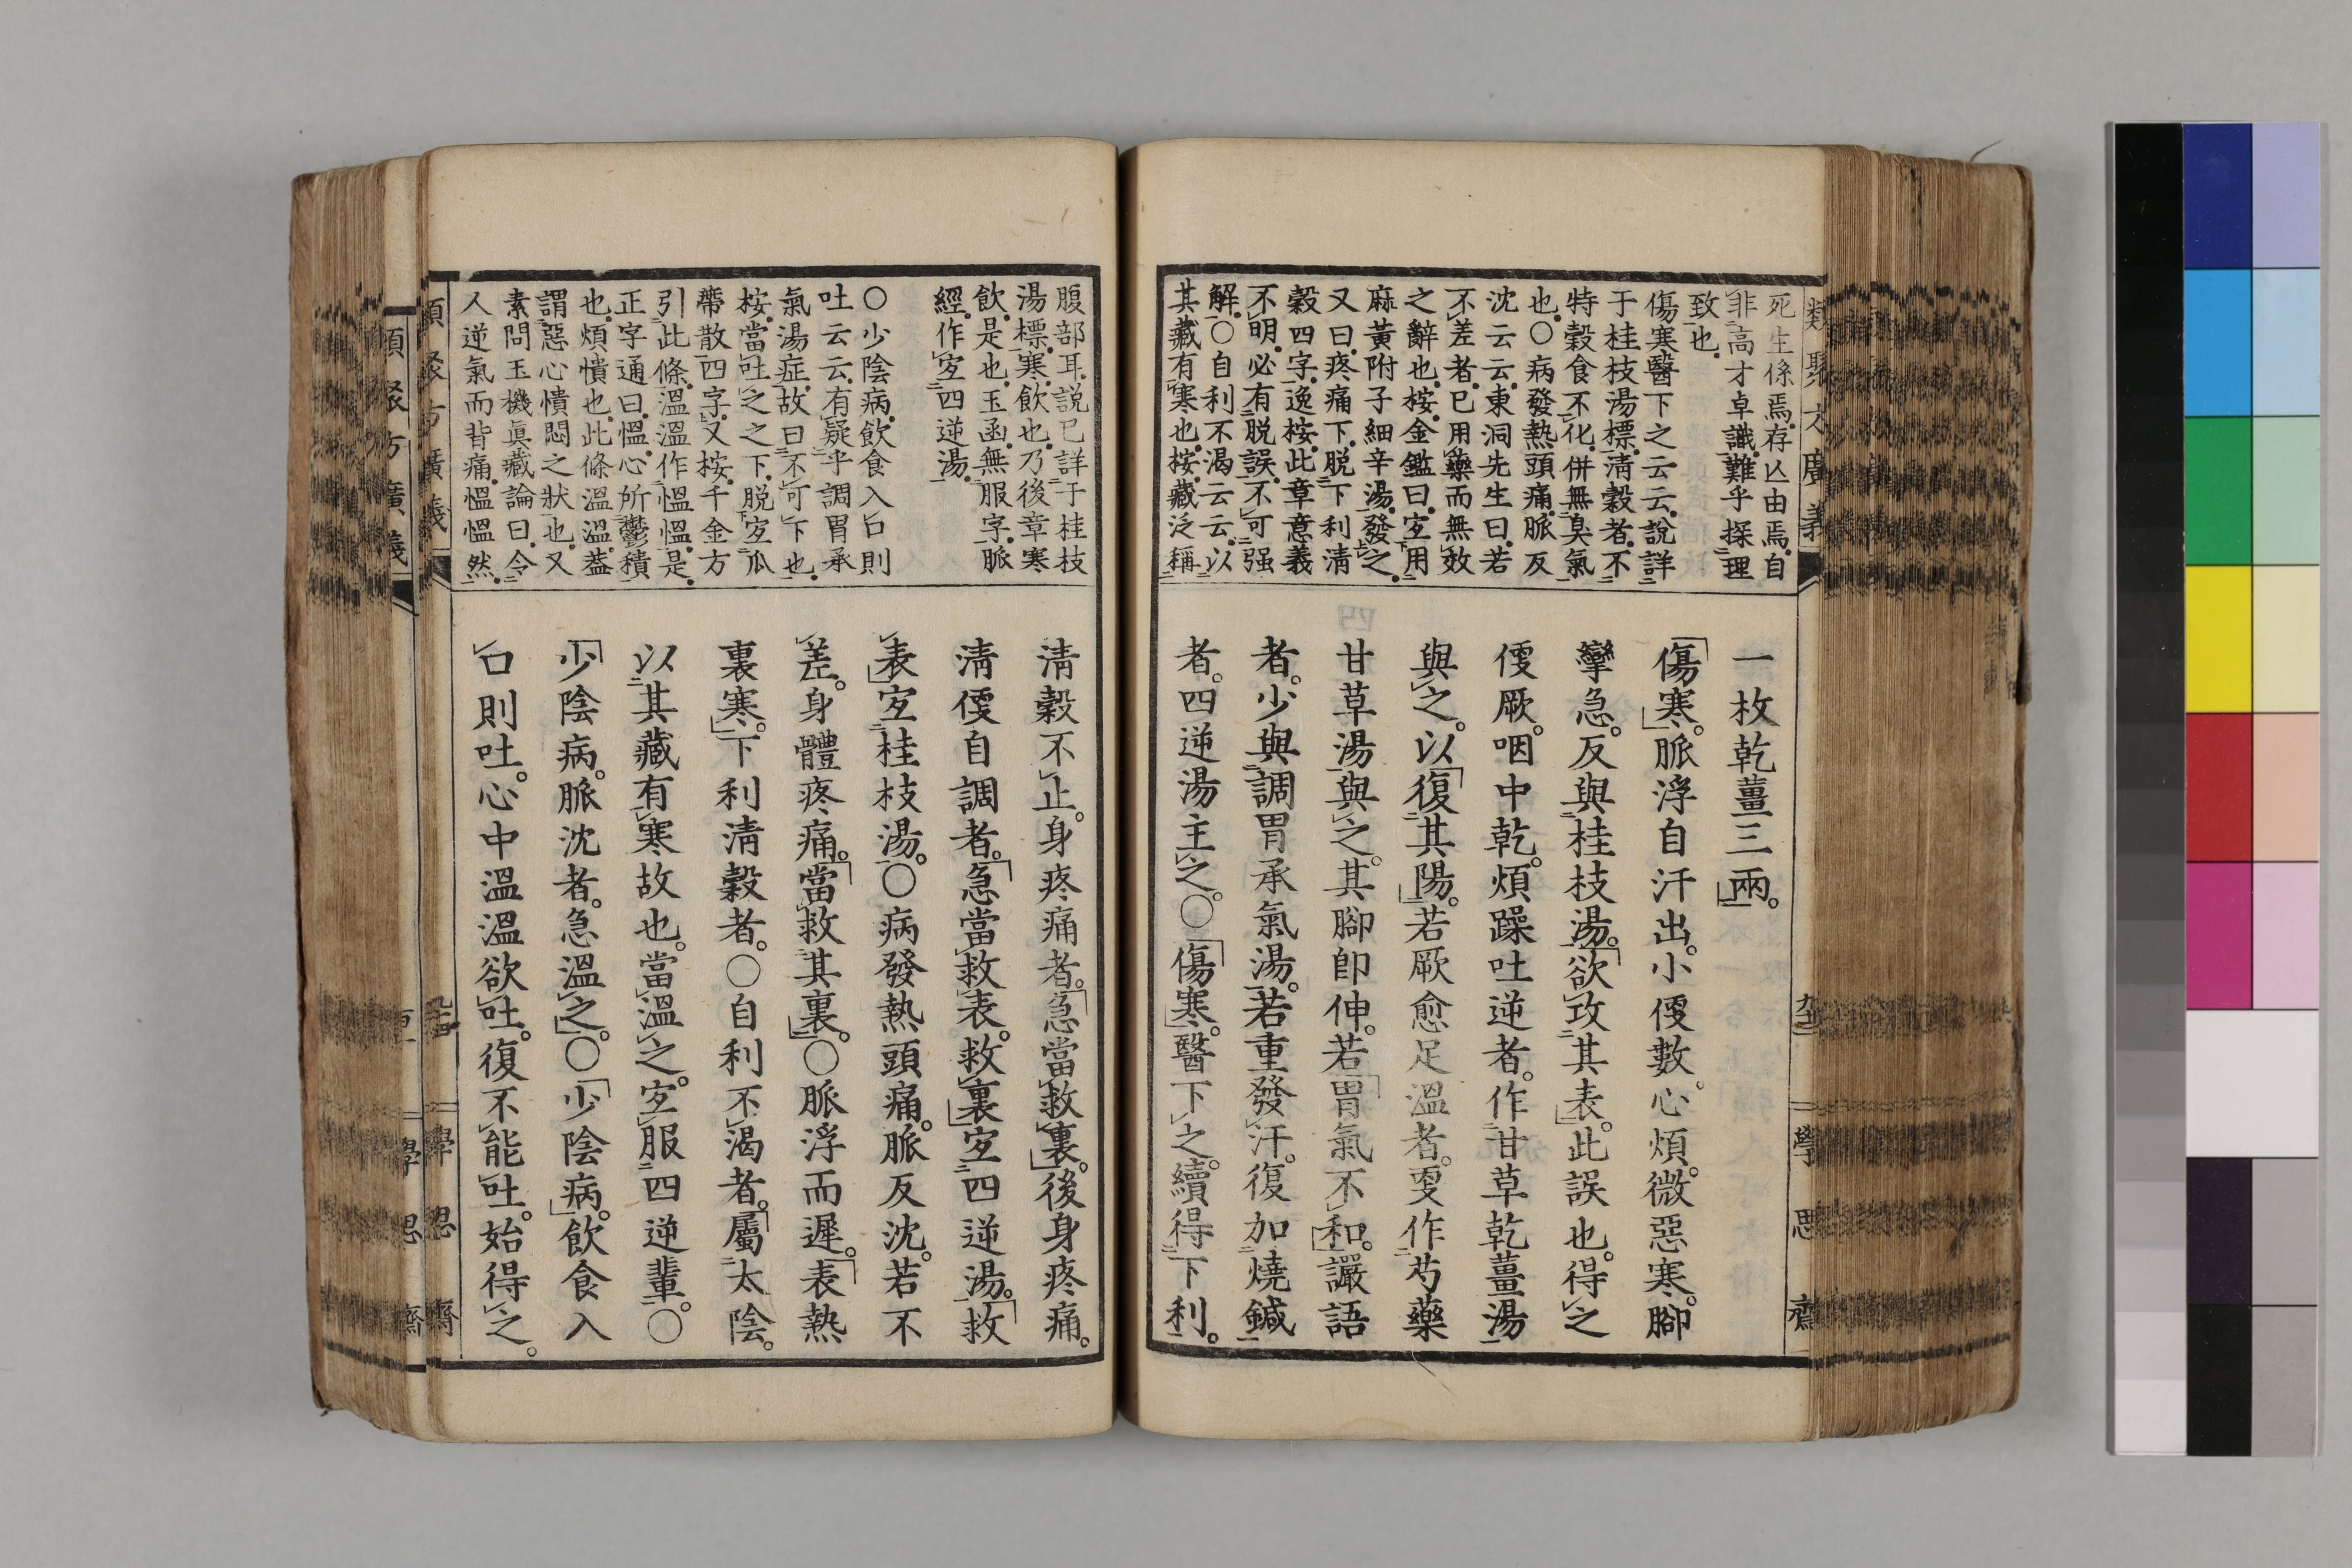 類聚方廣義
死生係焉存亾由焉自
非高才卓識難乎探理
致也
傷寒醫下之云云說詳
于桂枝湯標淸穀者不
特穀食不化併無臭氣
也○病發熱頭痛脈反
沈云云東洞先生曰若
不差者已用藥而無效
之辭也桉金鑑曰宜用
麻黃附子細辛湯發之
又曰疼痛下脫下利淸
穀四字逸桉此章意義
不明必有脫誤不可强
解○自利不渴云云以
其藏有寒也桉藏泛稱
一枚乾薑三兩
傷寒脈浮自汗出小便數心煩微惡寒腳
攣急反與桂枝湯欲攻其表此誤也得之
便厥咽中乾煩躁吐逆者作甘草乾薑湯
與之以復其陽若厥愈足溫者更作芍藥
甘草湯與之其腳卽伸若胃氣不和讝語
者少與調胃承氣湯若重發汗復加燒鍼
者四逆湯主之○傷寒醫下之續得下利
學思齋
腹部耳說已詳于桂枝
湯標寒飲也乃後章寒
飲是也玉函無服字脈
經作宜四逆湯
○少陰病飲食入口則
吐云云有疑乎調胃承
氣湯症故曰不可下也
桉當吐之之下脫宜瓜
蔕散四字又桉千金方
引此條溫溫作愠愠是
正字通曰愠心所鬱積
也煩憒也此條溫溫葢
謂惡心憒悶之狀也又
素問玉機眞藏論曰令
人逆氣而背痛愠愠然
淸穀不止身疼痛者急當救裏後身疼痛
淸便自調者急當救表救裏宜四逆湯救
表宜桂枝湯○病發熱頭痛脈反沈若不
差身體疼痛當救其裏○脈浮而遲表熱
裏寒下利淸穀者○自利不渴者屬太陰
以其藏有寒故也當溫之宜服四逆輩○
少陰病脈沈者急溫之○少陰病飲食入
口則吐心中溫溫欲吐復不能吐始得之